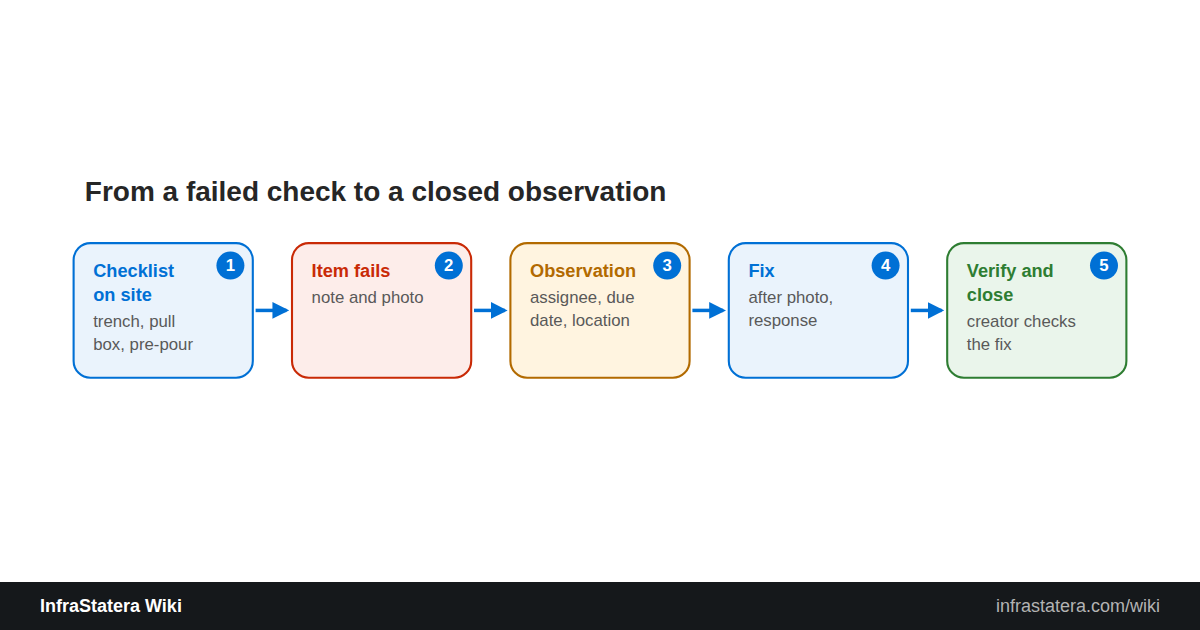 From a failed check to a closed observation
1
Checklist
on site
trench, pull
box, pre-pour
2
Item fails
note and photo
3
Observation
assignee, due
date, location
4
Fix
after photo,
response
5
Verify and
close
creator checks
the fix
InfraStatera Wiki
infrastatera.com/wiki